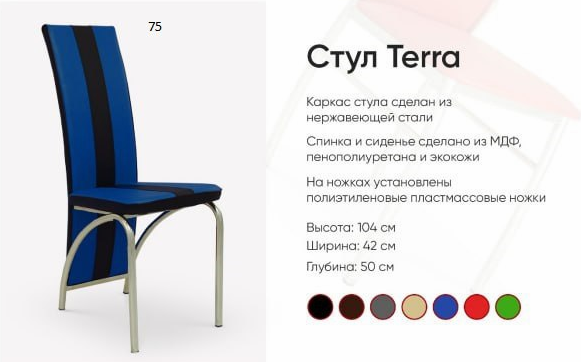 75
Стул Terra
Каркас стула сделан из
нержавеющей стали
Спинка и сиденье сделано из МДФ,
пенополиуретана и экокожи
На ножках установлены
полиэтиленовые пластмассовые ножки
Высота: 104 см
Ширина: 42 см
Глубина: 50 см